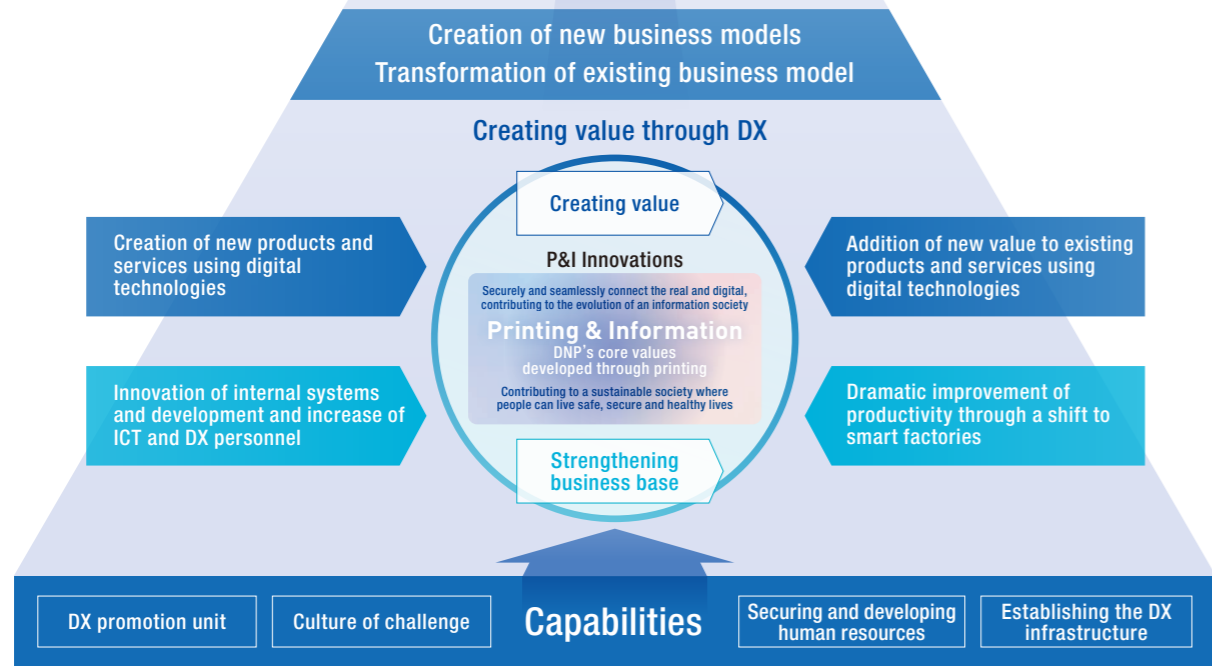 Creation of new business models
Transformation of existing business model
Creating value through DX
Creating value
Creation of new products and
services using digital
technologies
Addition of new value to existing
products and services using
digital technologies
P&I Innovations
Securely and seamlessly connect the real and digital,
contributing to the evolution of an information society
Printing & Information
DNP's core values
developed through printing
Contributing to a sustainable society where
people can live safe, secure and healthy lives
Innovation of internal systems
and development and increase of
ICT and DX personnel
Dramatic improvement of
productivity through a shift to
smart factories
Strengthening
business base
DX promotion unit
Culture of challenge
Capabilities
Securing and developing
human resources
Establishing the DX
infrastructure